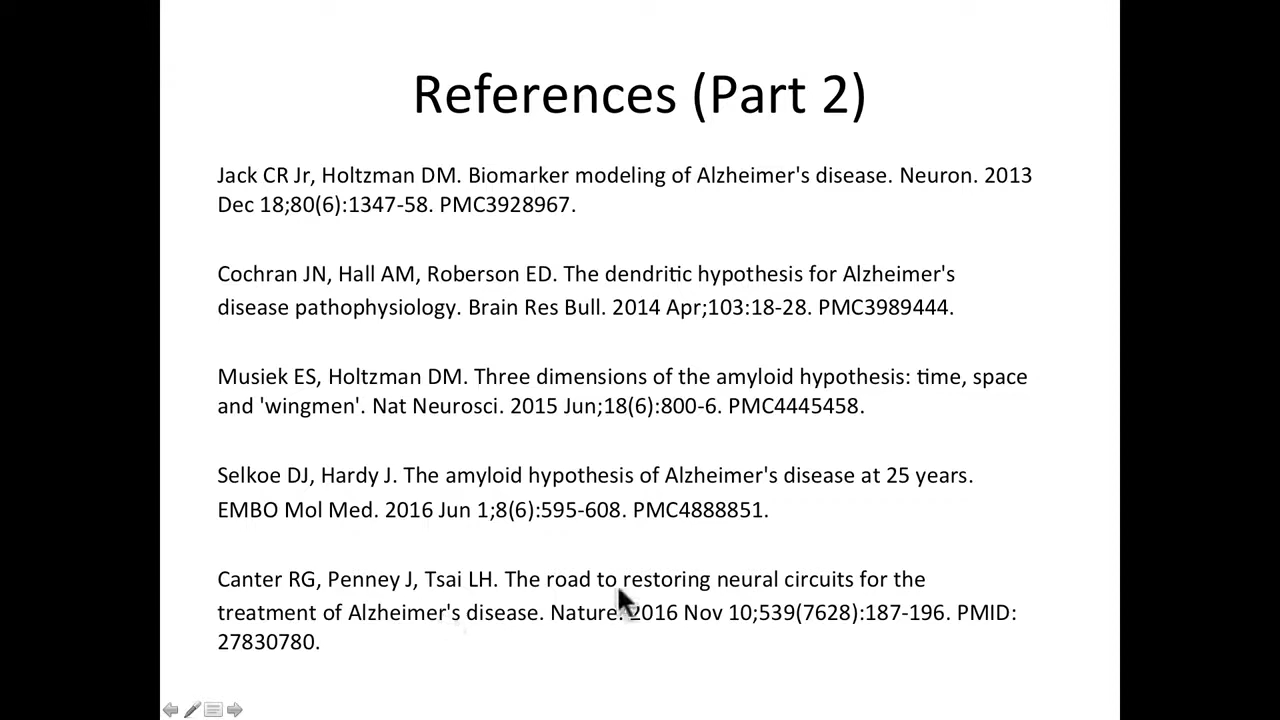 References (Part 2)
Jack CR Jr, Holtzman DM. Biomarker modeling of Alzheimer's disease. Neuron. 2013
Dec 18;80(6):1347-58. PMC3928967.
Cochran JN, Hall AM, Roberson ED. The dendritic hypothesis for Alzheimer's
disease pathophysiology. Brain Res Bull. 2014 Apr;103:18-28. PMC3989444.
Musiek ES, Holtzman DM. Three dimensions of the amyloid hypothesis: time, space
and 'wingmen'. Nat Neurosci. 2015 Jun;18(6):800-6. PMC4445458.
Selkoe DJ, Hardy J. The amyloid hypothesis of Alzheimer's disease at 25 years.
EMBO Mol Med. 2016 Jun 1;8(6):595-608. PMC4888851.
Canter RG, Penney J, Tsai LH. The road to restoring neural circuits for the
treatment of Alzheimer's disease. Nature. 2016 Nov 10;539(7628):187-196. PMID:
27830780.